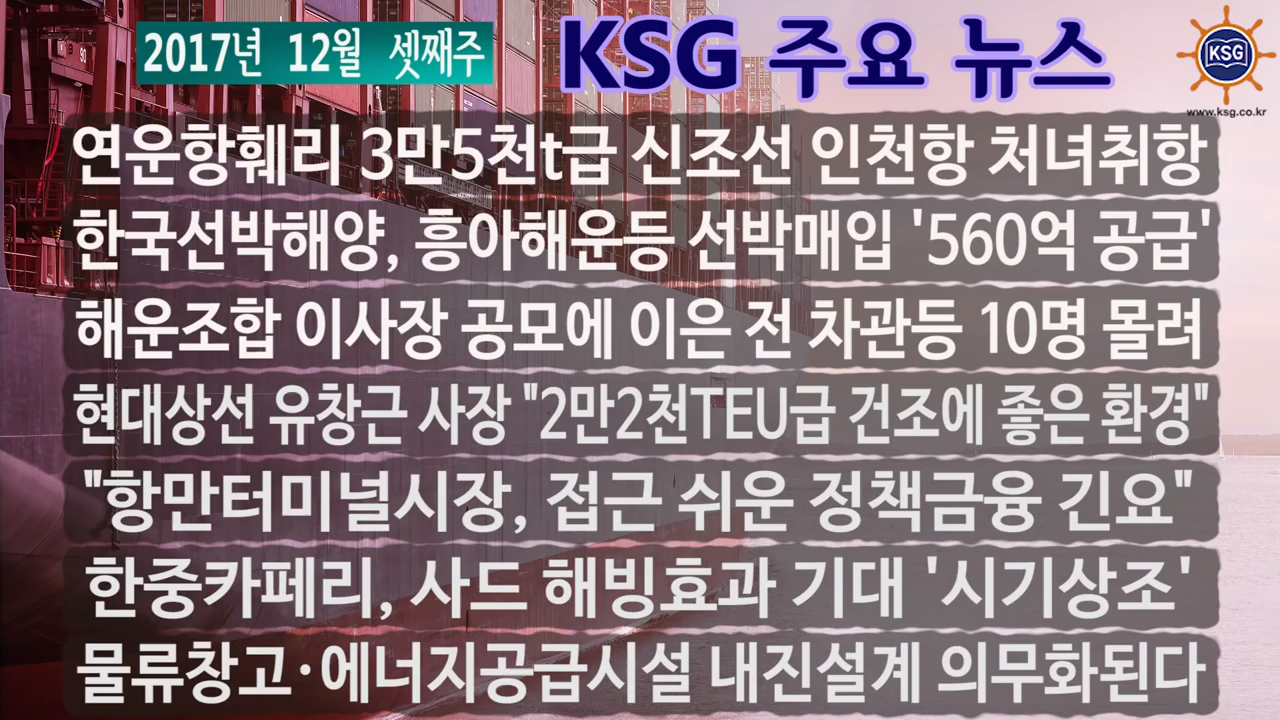 2017년 12월 셋째주
KSG 주요 뉴스
KSG
www.ksg.co.kr
연운항훼리 3만5천t급 신조선 인천항 처녀취항
한국선박해양, 흥아해운등 선박매입 '560억 공급'
해운조합 이사장 공모에 이은 전 차관등 10명 몰려
현대상선 유창근 사장 "2만2천TEU급 건조에 좋은 환경"
"항만터미널시장, 접근 쉬운 정책금융 긴요"
한중카페리, 사드 해빙효과 기대 '시기상조'
물류창고·에너지공급시설 내진설계 의무화된다